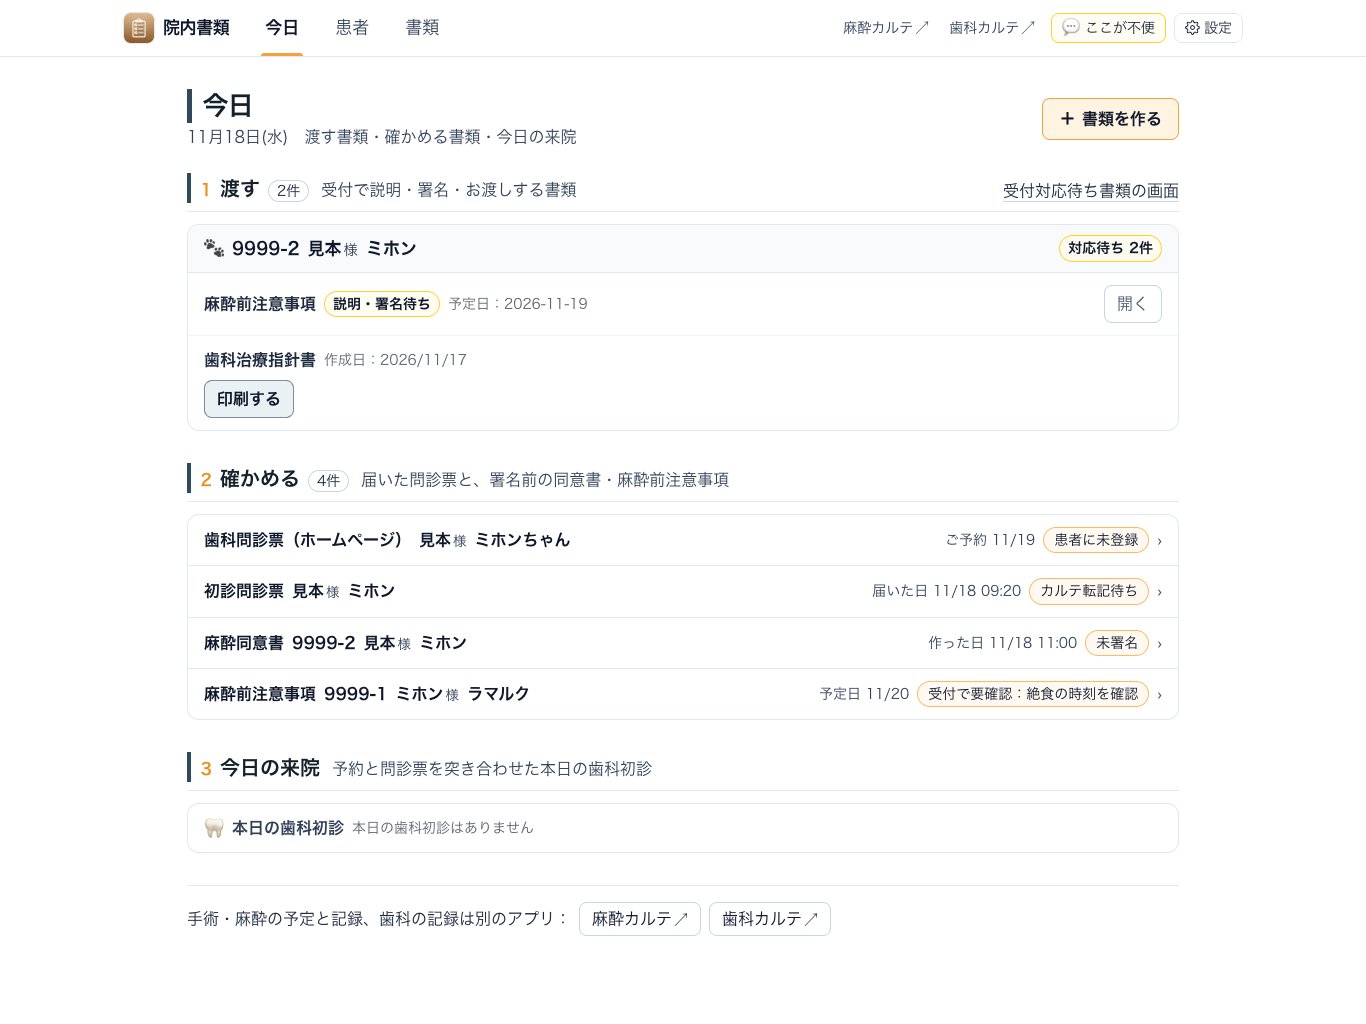 院内書類 今日 患者 書類 麻酔カルテ↗ 歯科カルテ↗ ここが不便 設定
今日
11月18日(水) 渡す書類・確かめる書類・今日の来院
＋ 書類を作る
1 渡す 2件 受付で説明・署名・お渡しする書類 受付対応待ち書類の画面
9999-2 見本様 ミホン 対応待ち 2件
麻酔前注意事項 説明・署名待ち 予定日：2026-11-19 開く
歯科治療指針書 作成日：2026/11/17
印刷する
2 確かめる 4件 届いた問診票と、署名前の同意書・麻酔前注意事項
歯科問診票（ホームページ） 見本様 ミホンちゃん ご予約 11/19 患者に未登録 ›
初診問診票 見本様 ミホン 届いた日 11/18 09:20 カルテ転記待ち ›
麻酔同意書 9999-2 見本様 ミホン 作った日 11/18 11:00 未署名 ›
麻酔前注意事項 9999-1 ミホン様 ラマルク 予定日 11/20 受付で要確認：絶食の時刻を確認 ›
3 今日の来院 予約と問診票を突き合わせた本日の歯科初診
本日の歯科初診 本日の歯科初診はありません
手術・麻酔の予定と記録、歯科の記録は別のアプリ： 麻酔カルテ↗ 歯科カルテ↗